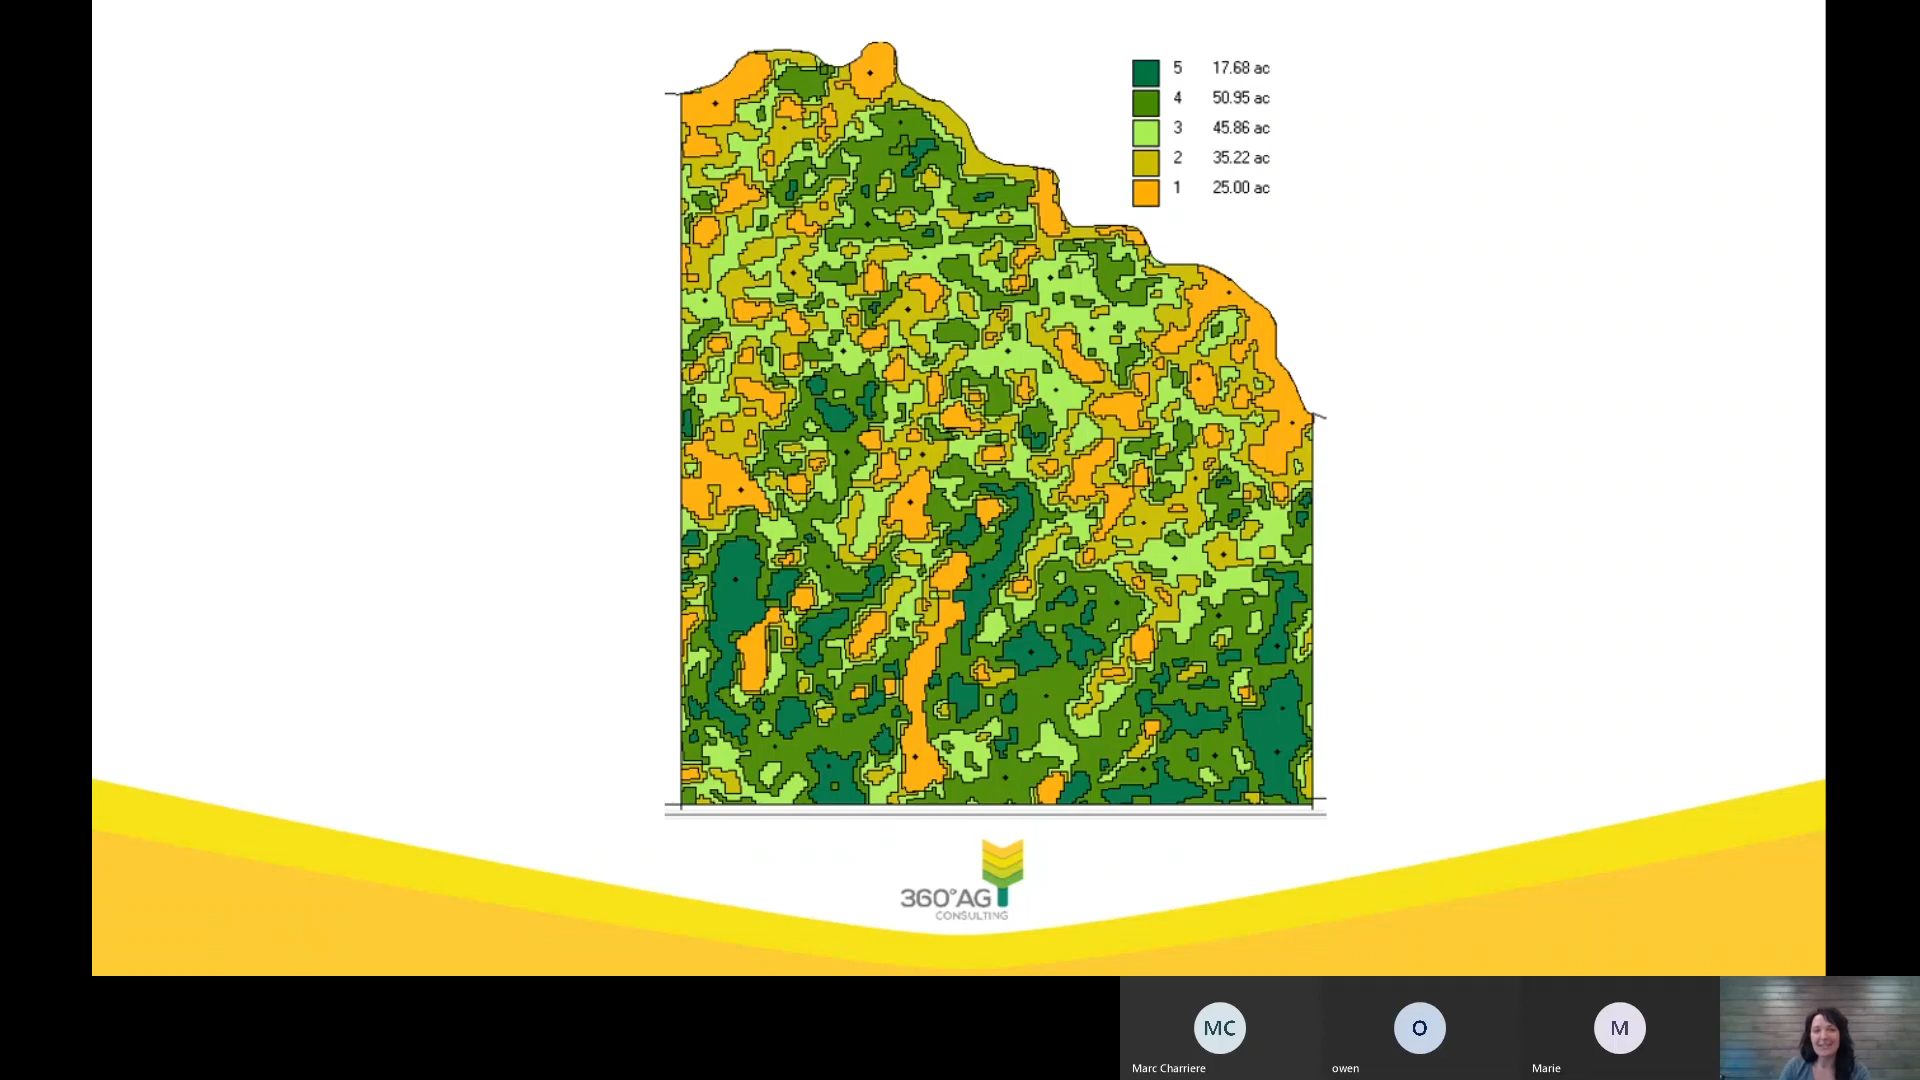 5 17.68 ac
4 50.95 ac
3 45.86 ac
2 35.22 ac
1 25.00 ac
360°AG
CONSULTING
MC
O
M
Marc Charriere
owen
Marie